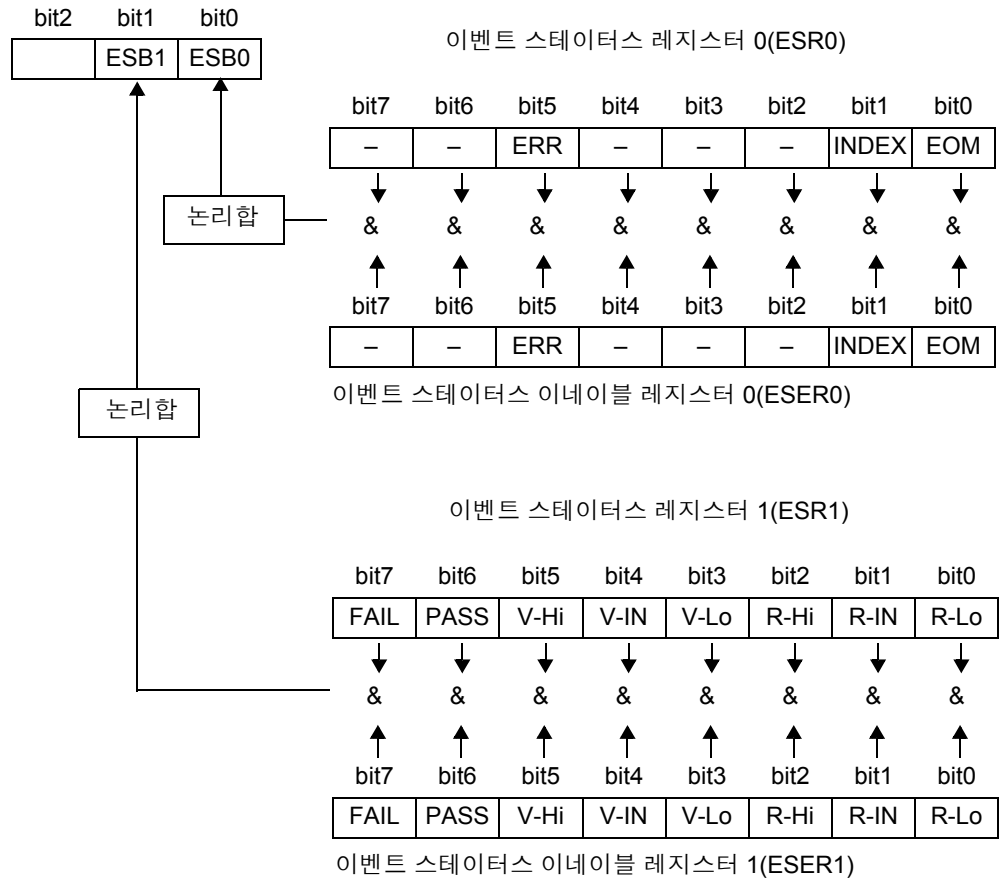 bit2 bit1 bit0
ESB1 ESB0
이벤트 스테이터스 레지스터 0(ESR0)
bit7 bit6 bit5 bit4 bit3 bit2 bit1 bit0
– – ERR – – – INDEX EOM
논리합
& & & & & & & &
bit7 bit6 bit5 bit4 bit3 bit2 bit1 bit0
– – ERR – – – INDEX EOM
이벤트 스테이터스 이네이블 레지스터 0(ESER0)
논리합
이벤트 스테이터스 레지스터 1(ESR1)
bit7 bit6 bit5 bit4 bit3 bit2 bit1 bit0
FAIL PASS V-Hi V-IN V-Lo R-Hi R-IN R-Lo
& & & & & & & &
bit7 bit6 bit5 bit4 bit3 bit2 bit1 bit0
FAIL PASS V-Hi V-IN V-Lo R-Hi R-IN R-Lo
이벤트 스테이터스 이네이블 레지스터 1(ESER1)